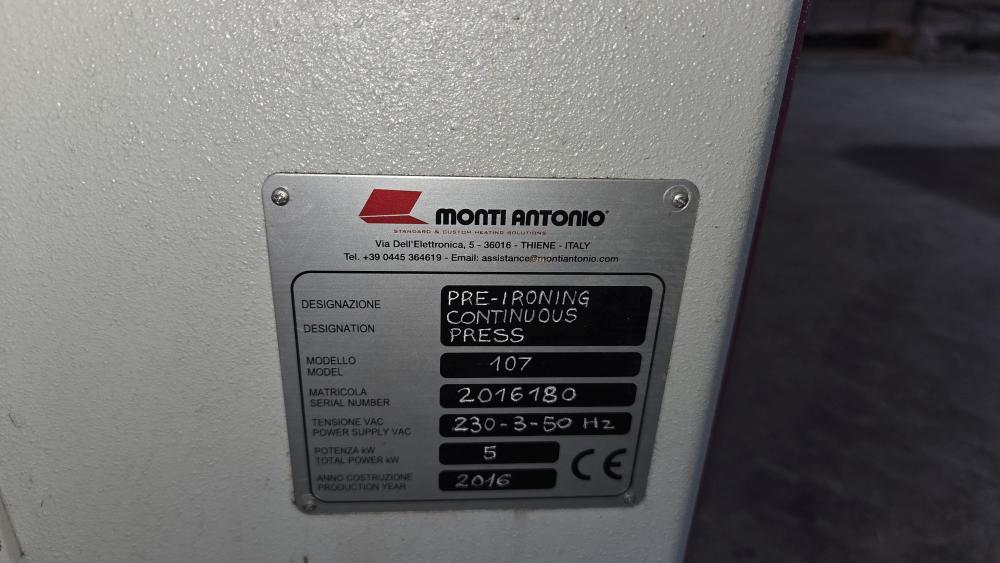 MONTI ANTONIO
STANDARD & CUSTOM HEATING SOLUTIONS
Via Dell'Elettronica, 5 - 36016 - THIENE - ITALY
Tel. +39 0445 364619 - Email: assistance@montiantonio.com
DESIGNAZIONE
DESIGNATION
PRE-IRONING
CONTINUOUS
PRESS
MODELLO
MODEL
107
MATRICOLA
SERIAL NUMBER
2016180
TENSIONE VAC
POWER SUPPLY VAC
230-3-50 Hz
POTENZA kW
TOTAL POWER kW
5
ANNO COSTRUZIONE
PRODUCTION YEAR
2016
CE